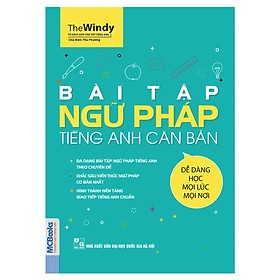 The Windy
TỦ SÁCH GIÚP HỌC TỐT TIẾNG ANH
Chủ biên: Thu Phương
BÀI TẬP
NGỮ PHÁP
TIẾNG ANH CĂN BẢN
ĐA DẠNG BÀI TẬP NGỮ PHÁP TIẾNG ANH
THEO CHUYÊN ĐỀ
KHẮC SÂU KIẾN THỨC NGỮ PHÁP
CƠ BẢN NHẤT
HÌNH THÀNH NỀN TẢNG
GIAO TIẾP TIẾNG ANH CHUẨN
DỄ DÀNG
HỌC
MỌI LÚC
MỌI NƠI
MCBooks
NHÀ XUẤT BẢN ĐẠI HỌC QUỐC GIA HÀ NỘI